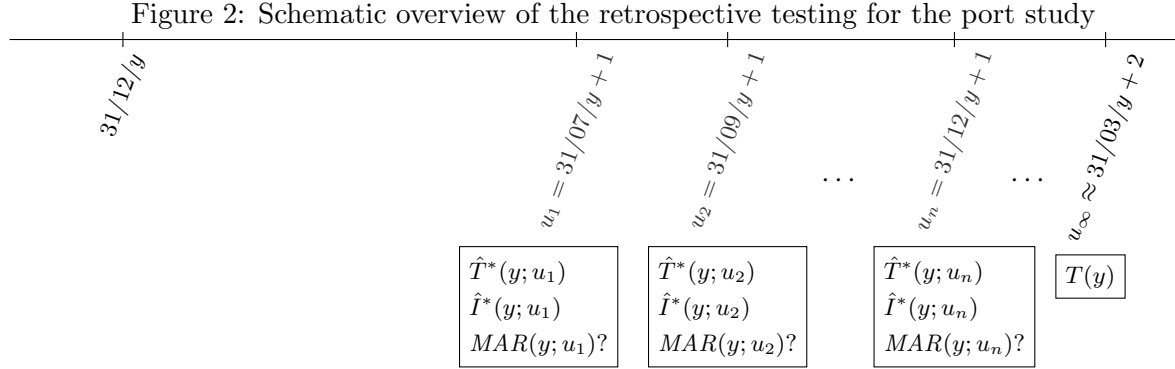 Figure 2: Schematic overview of the retrospective testing for the port study
31/12/y
u₁ = 31/07/y + 1
u₂ = 31/09/y + 1
...
uₙ = 31/12/y + 1
...
u∞ ≈ 31/03/y + 2
T̂*(y; u₁)
Î*(y; u₁)
MAR(y; u₁)?
T̂*(y; u₂)
Î*(y; u₂)
MAR(y; u₂)?
T̂*(y; uₙ)
Î*(y; uₙ)
MAR(y; uₙ)?
T(y)